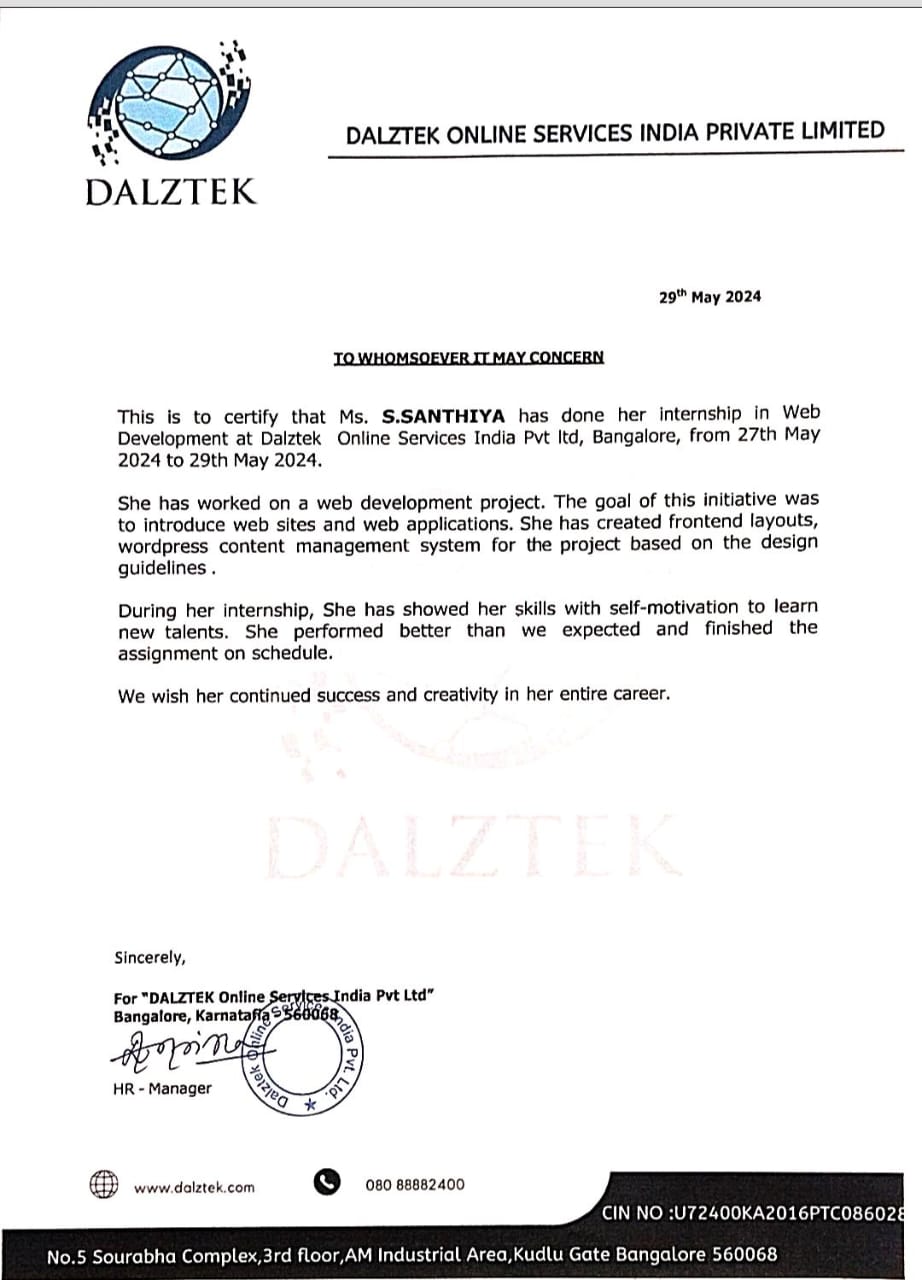 DALZTEK
DALZTEK ONLINE SERVICES INDIA PRIVATE LIMITED
29th May 2024
TO WHOMSOEVER IT MAY CONCERN
This is to certify that Ms. S.SANTHIYA has done her internship in Web
Development at Dalztek Online Services India Pvt ltd, Bangalore, from 27th May
2024 to 29th May 2024.
She has worked on a web development project. The goal of this initiative was
to introduce web sites and web applications. She has created frontend layouts,
wordpress content management system for the project based on the design
guidelines .
During her internship, She has showed her skills with self-motivation to learn
new talents. She performed better than we expected and finished the
assignment on schedule.
We wish her continued success and creativity in her entire career.
DALZTEK
Sincerely,
For "DALZTEK Online Services India Pvt Ltd"
Bangalore, Karnataka - 560068
Dalztek Online Services India Pvt. Ltd.
HR - Manager
www.dalztek.com
080 88882400
CIN NO :U72400KA2016PTC086028
No.5 Sourabha Complex,3rd floor,AM Industrial Area,Kudlu Gate Bangalore 560068